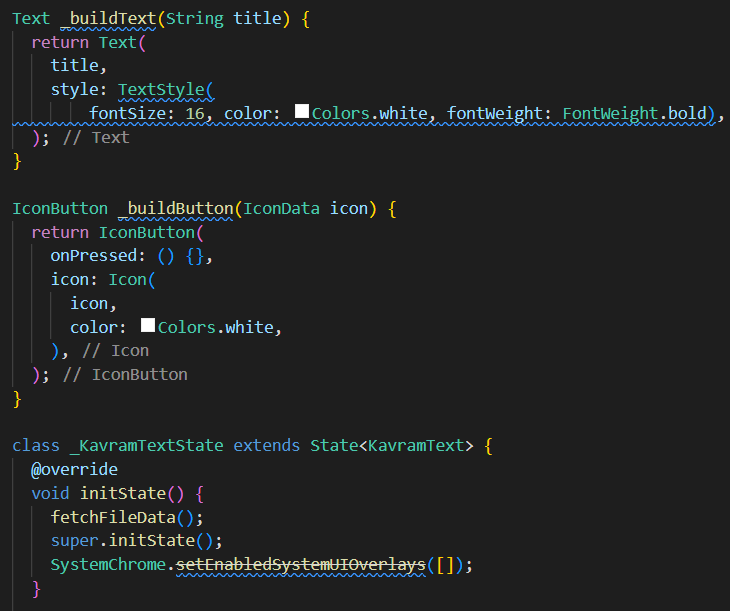 Text _buildText(String title) {
  return Text(
    title,
    style: TextStyle(
        fontSize: 16, color: Colors.white, fontWeight: FontWeight.bold),
  ); // Text
}

IconButton _buildButton(IconData icon) {
  return IconButton(
    onPressed: () {},
    icon: Icon(
      icon,
      color: Colors.white,
    ), // Icon
  ); // IconButton
}

class _KavramTextState extends State<KavramText> {
  @override
  void initState() {
    fetchFileData();
    super.initState();
    SystemChrome.setEnabledSystemUIOverlays([]);
  }